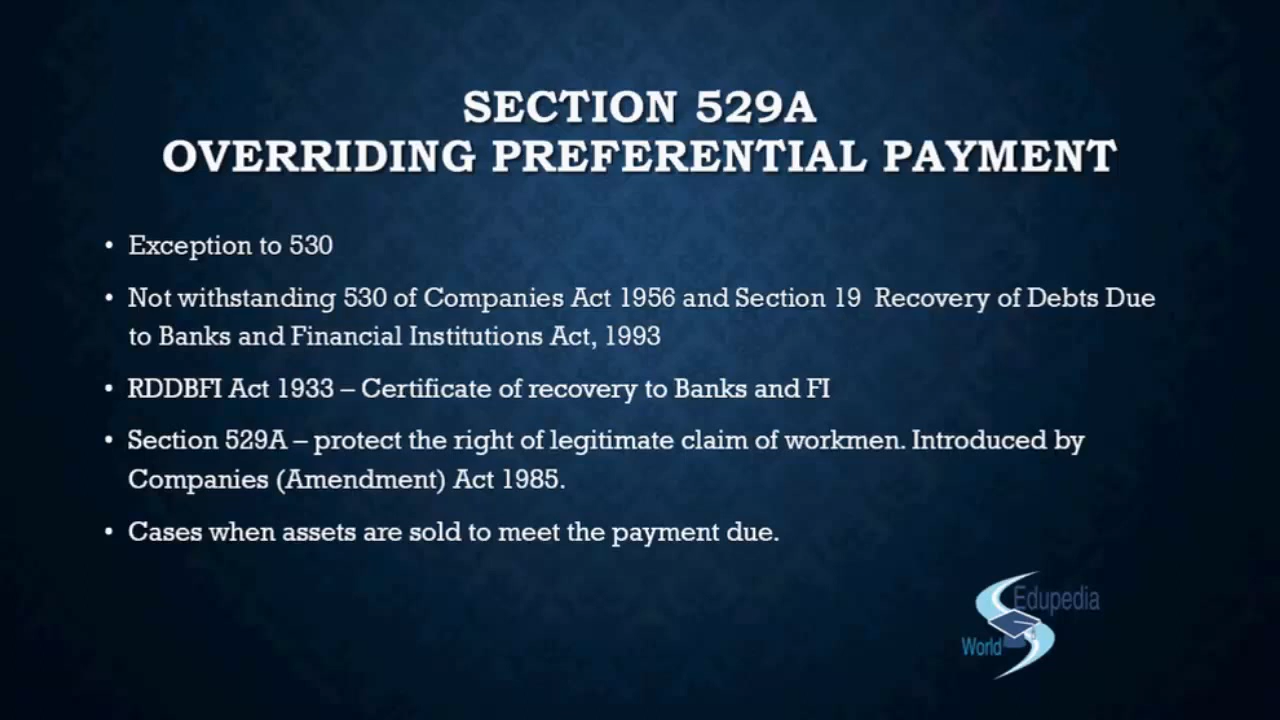 SECTION 529A
OVERRIDING PREFERENTIAL PAYMENT
• Exception to 530
• Not withstanding 530 of Companies Act 1956 and Section 19 Recovery of Debts Due
to Banks and Financial Institutions Act, 1993
• RDDBFI Act 1933 – Certificate of recovery to Banks and FI
• Section 529A – protect the right of legitimate claim of workmen. Introduced by
Companies (Amendment) Act 1985.
• Cases when assets are sold to meet the payment due.
Edupedia
World